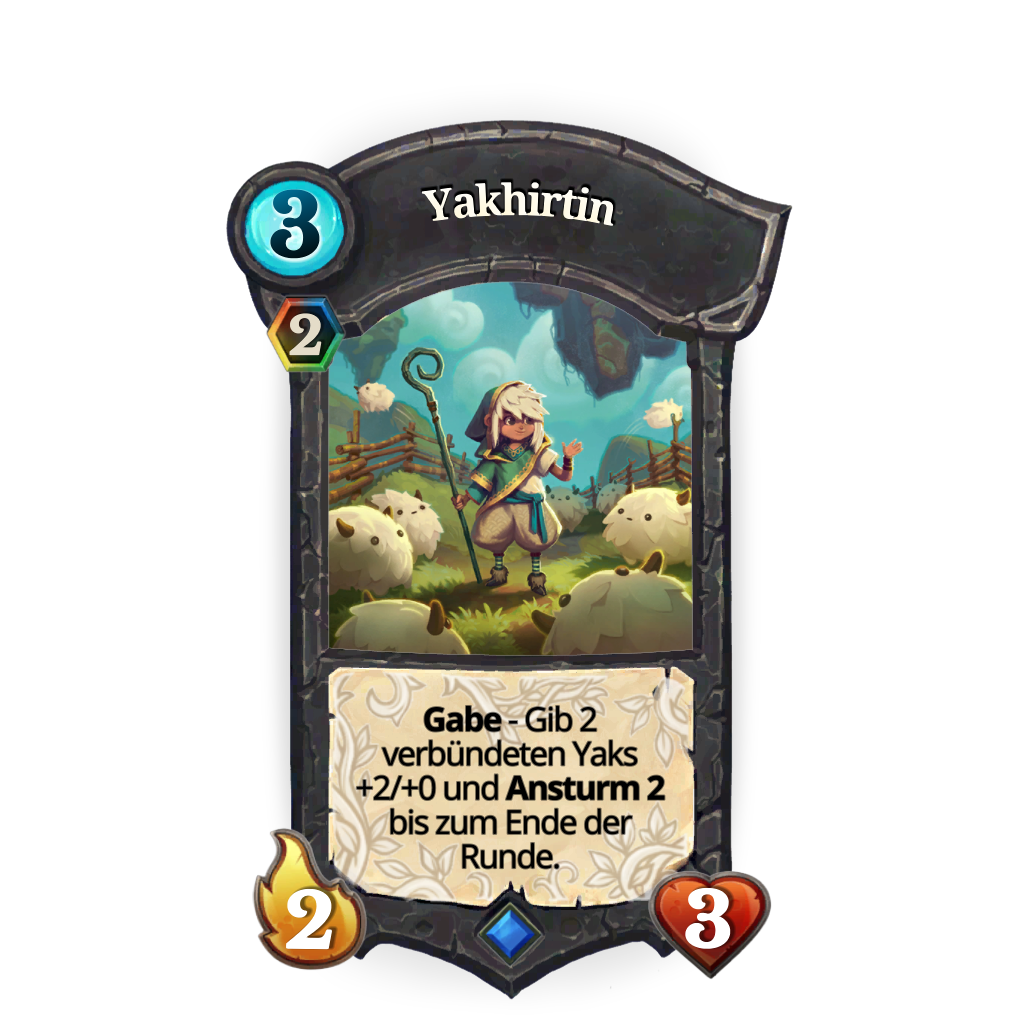 Yakhirtin
3
2
Gabe - Gib 2
verbündeten Yaks
+2/+0 und Ansturm 2
bis zum Ende der
Runde.
2
3